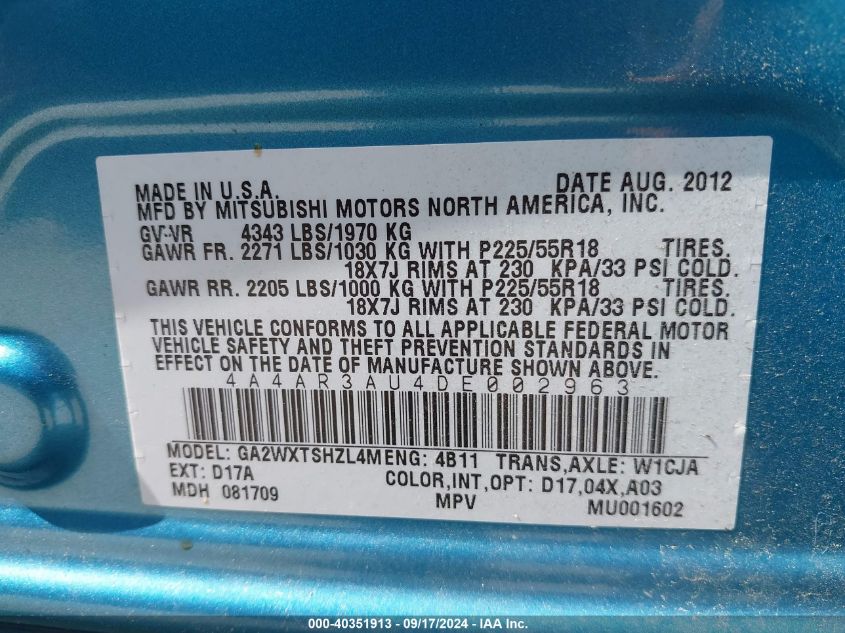 MADE IN U.S.A. DATE AUG. 2012
MFD BY MITSUBISHI MOTORS NORTH AMERICA, INC.
GVWR 4343 LBS/1970 KG
GAWR FR. 2271 LBS/1030 KG WITH P225/55R18 TIRES.
18X7J RIMS AT 230 KPA/33 PSI COLD.
GAWR RR. 2205 LBS/1000 KG WITH P225/55R18 TIRES.
18X7J RIMS AT 230 KPA/33 PSI COLD.
THIS VEHICLE CONFORMS TO ALL APPLICABLE FEDERAL MOTOR
VEHICLE SAFETY AND THEFT PREVENTION STANDARDS IN
EFFECT ON THE DATE OF MANUFACTURE SHOWN ABOVE.
4A4AR3AU4DE002963
MODEL: GA2WXTSHZL4M ENG: 4B11 TRANS,AXLE: W1CJA
EXT: D17A COLOR,INT,OPT: D17,04X,A03
MDH 081709 MPV MU001602
000-40351913 - 09/17/2024 - IAA Inc.